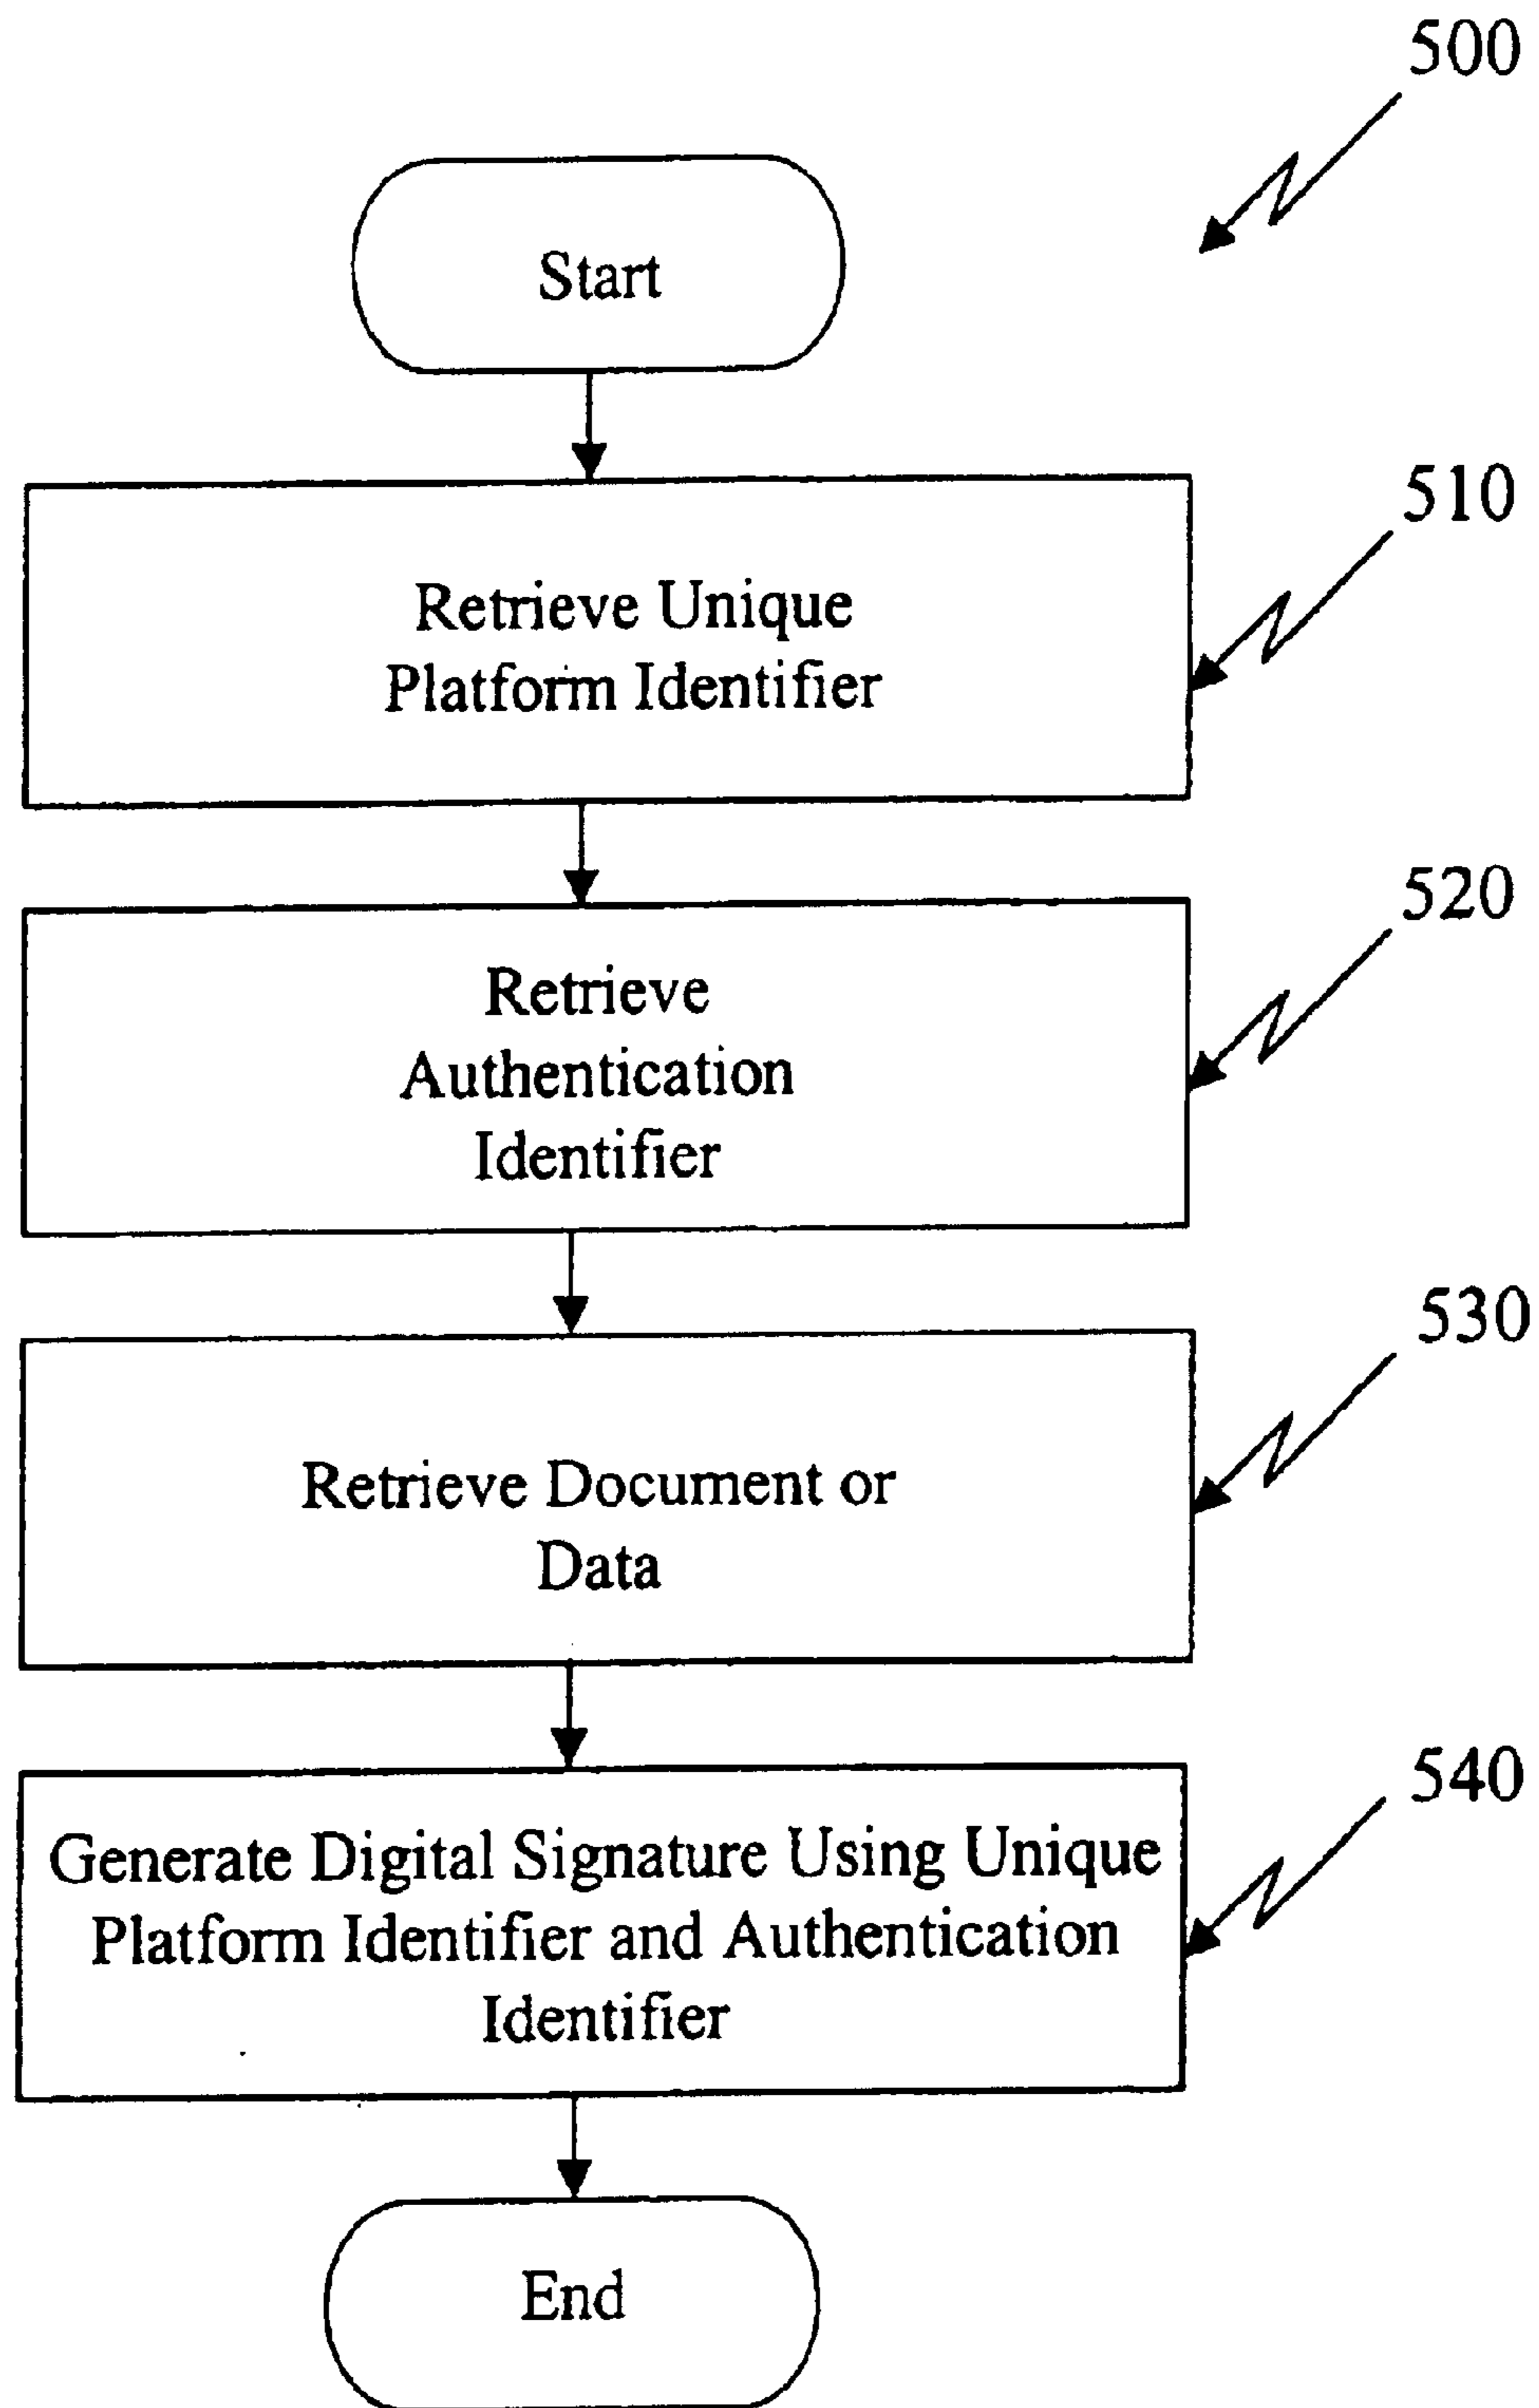 500
Start
510
Retrieve Unique
Platform Identifier
520
Retrieve
Authentication
Identifier
530
Retrieve Document or
Data
540
Generate Digital Signature Using Unique
Platform Identifier and Authentication
Identifier
End